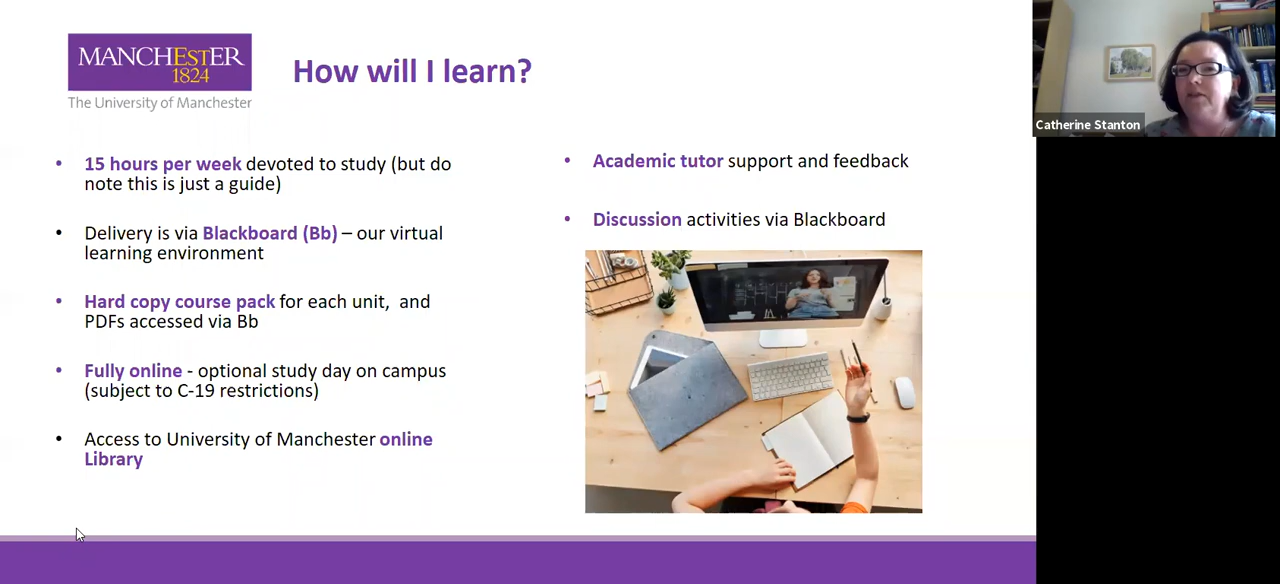 MANCHESTER
1824
The University of Manchester
How will I learn?
• 15 hours per week devoted to study (but do
note this is just a guide)
• Delivery is via Blackboard (Bb) – our virtual
learning environment
• Hard copy course pack for each unit,  and
PDFs accessed via Bb
• Fully online - optional study day on campus
(subject to C-19 restrictions)
• Access to University of Manchester online
Library
• Academic tutor support and feedback
• Discussion activities via Blackboard
Catherine Stanton